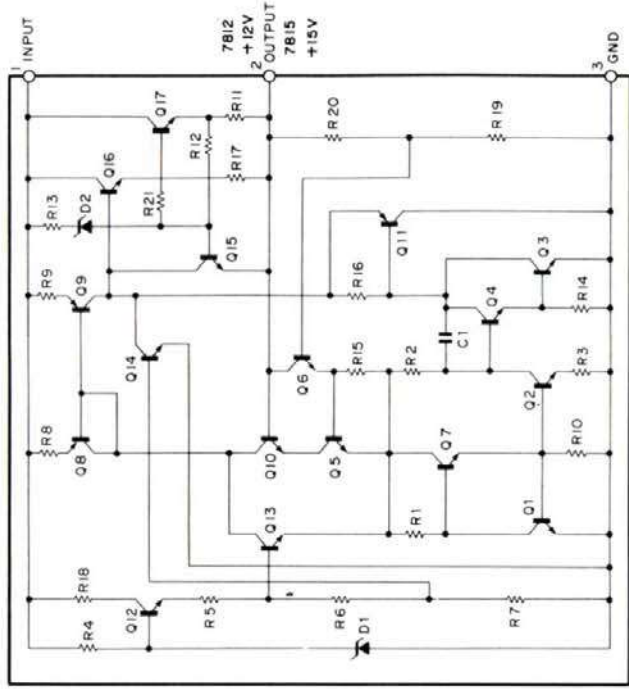 1
INPUT
7812
+12V
2
OUTPUT
7815
+15V
3
GND
R4
R18
R8
R9
R13
D2
Q16
Q17
R21
R12
R11
R17
Q12
Q8
Q9
Q14
Q15
R5
Q13
Q10
Q6
R20
R6
Q5
R15
R16
Q11
R19
D1
R1
Q7
R2
C1
Q4
Q3
R7
Q1
R10
Q2
R3
R14